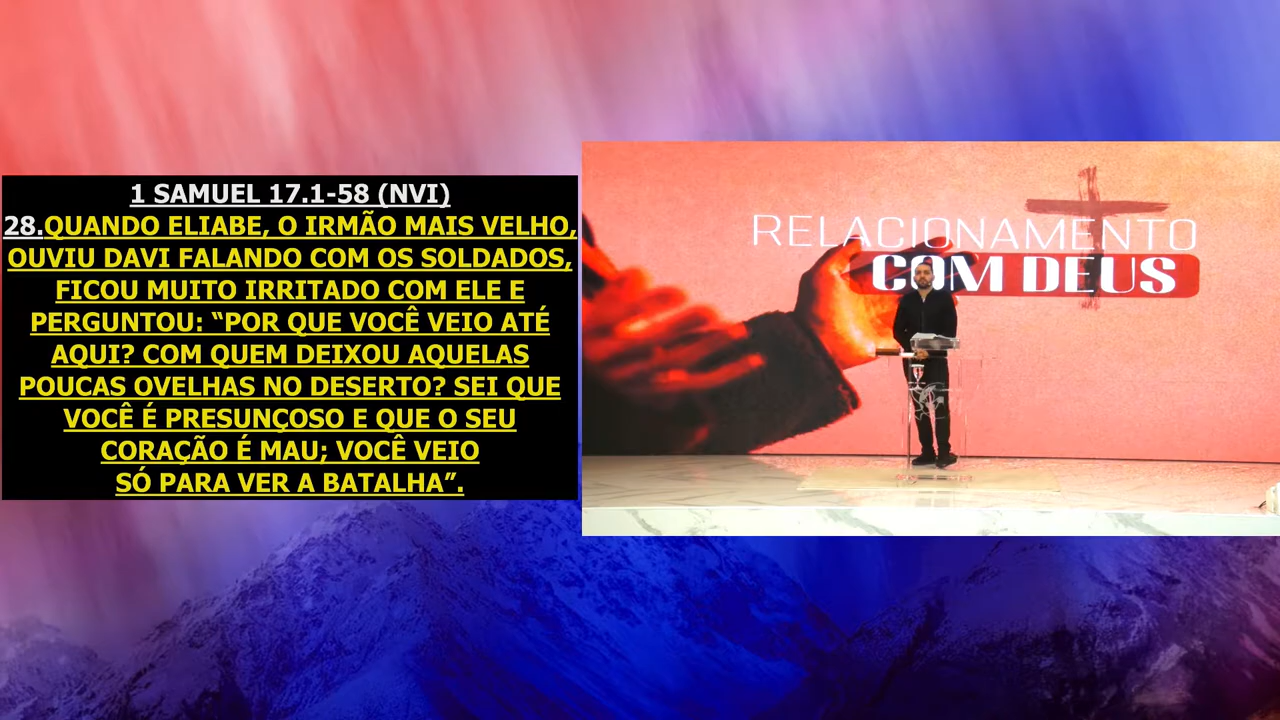 1 SAMUEL 17.1-58 (NVI)
28.QUANDO ELIABE, O IRMÃO MAIS VELHO,
OUVIU DAVI FALANDO COM OS SOLDADOS,
FICOU MUITO IRRITADO COM ELE E
PERGUNTOU: “POR QUE VOCÊ VEIO ATÉ
AQUI? COM QUEM DEIXOU AQUELAS
POUCAS OVELHAS NO DESERTO? SEI QUE
VOCÊ É PRESUNÇOSO E QUE O SEU
CORAÇÃO É MAU; VOCÊ VEIO
SÓ PARA VER A BATALHA”.
RELACIONAMENTO
COM DEUS